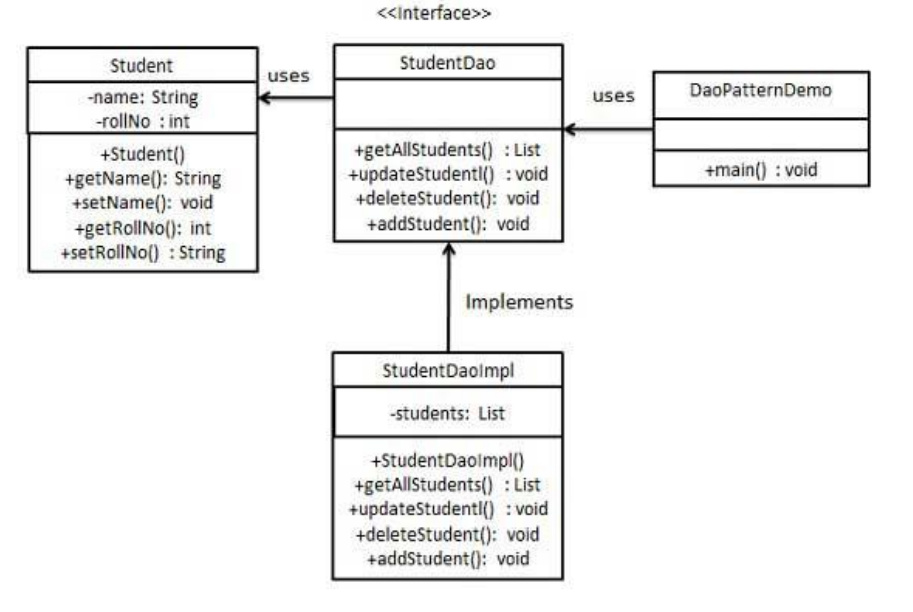 <<Interface>>
Student
-name: String
-rollNo : int
+Student()
+getName(): String
+setName(): void
+getRollNo(): int
+setRollNo() : String
uses
StudentDao
+getAllStudents() : List
+updateStudentl() : void
+deleteStudent(): void
+addStudent(): void
uses
DaoPatternDemo
+main() : void
Implements
StudentDaoImpl
-students: List
+StudentDaoImpl()
+getAllStudents() : List
+updateStudentl() : void
+deleteStudent(): void
+addStudent(): void